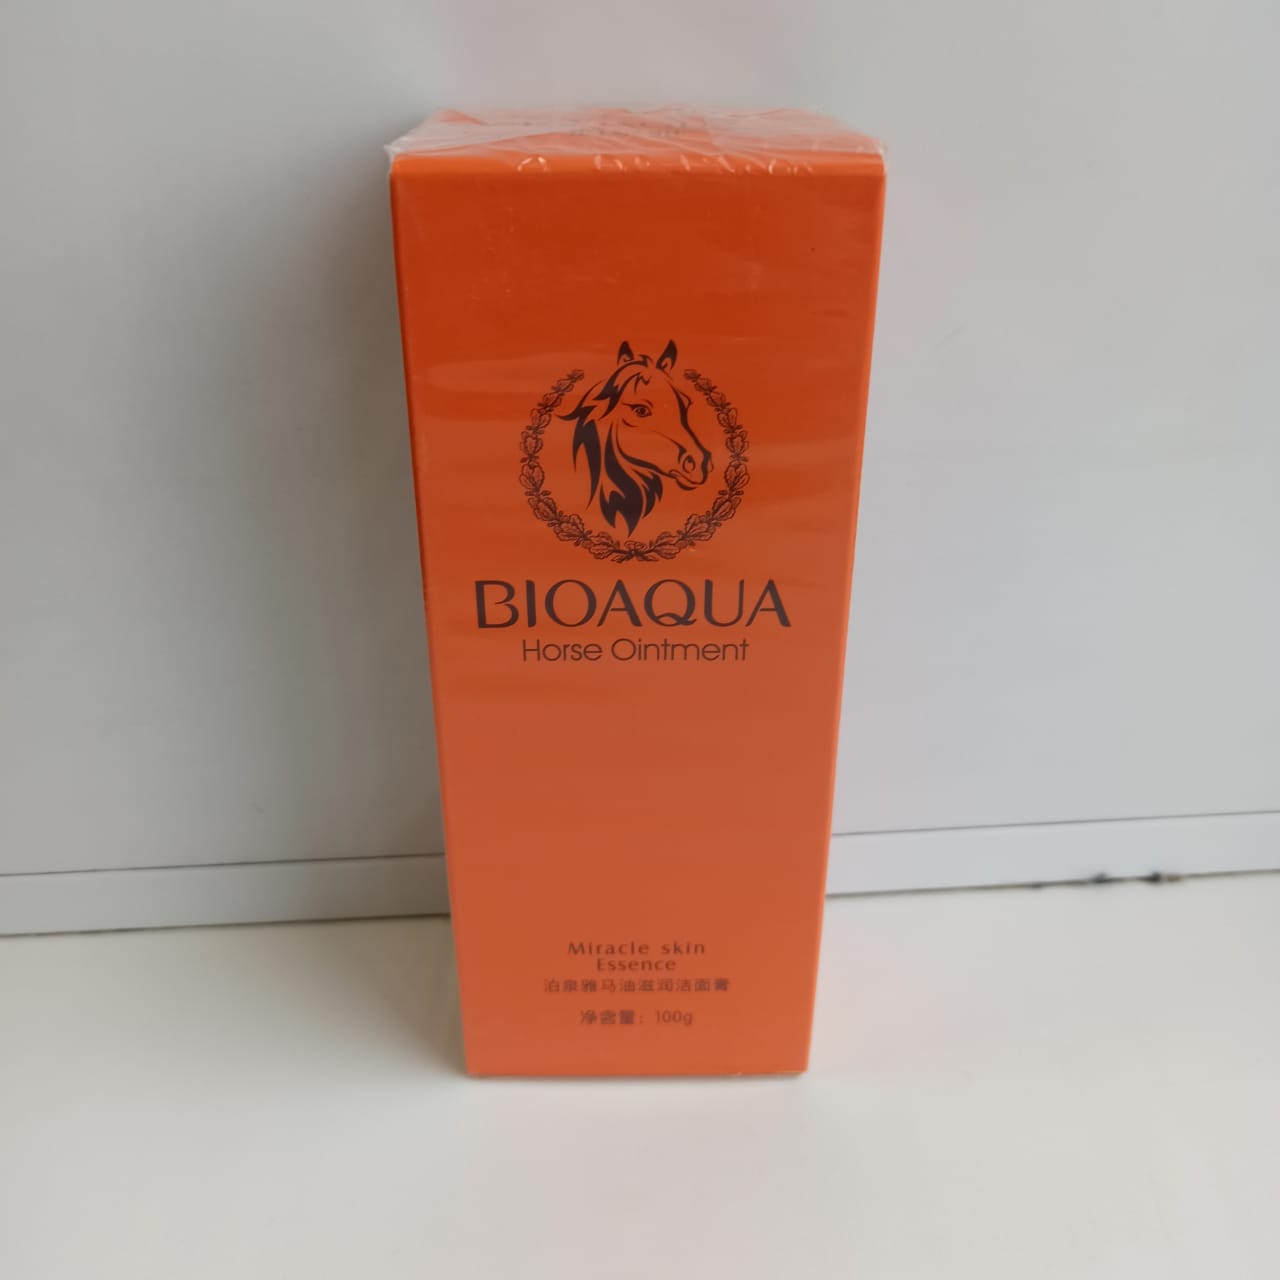 BIOAQUA
Horse Ointment
Miracle skin
Essence
泊泉雅马油滋润洁面膏
净含量：100g